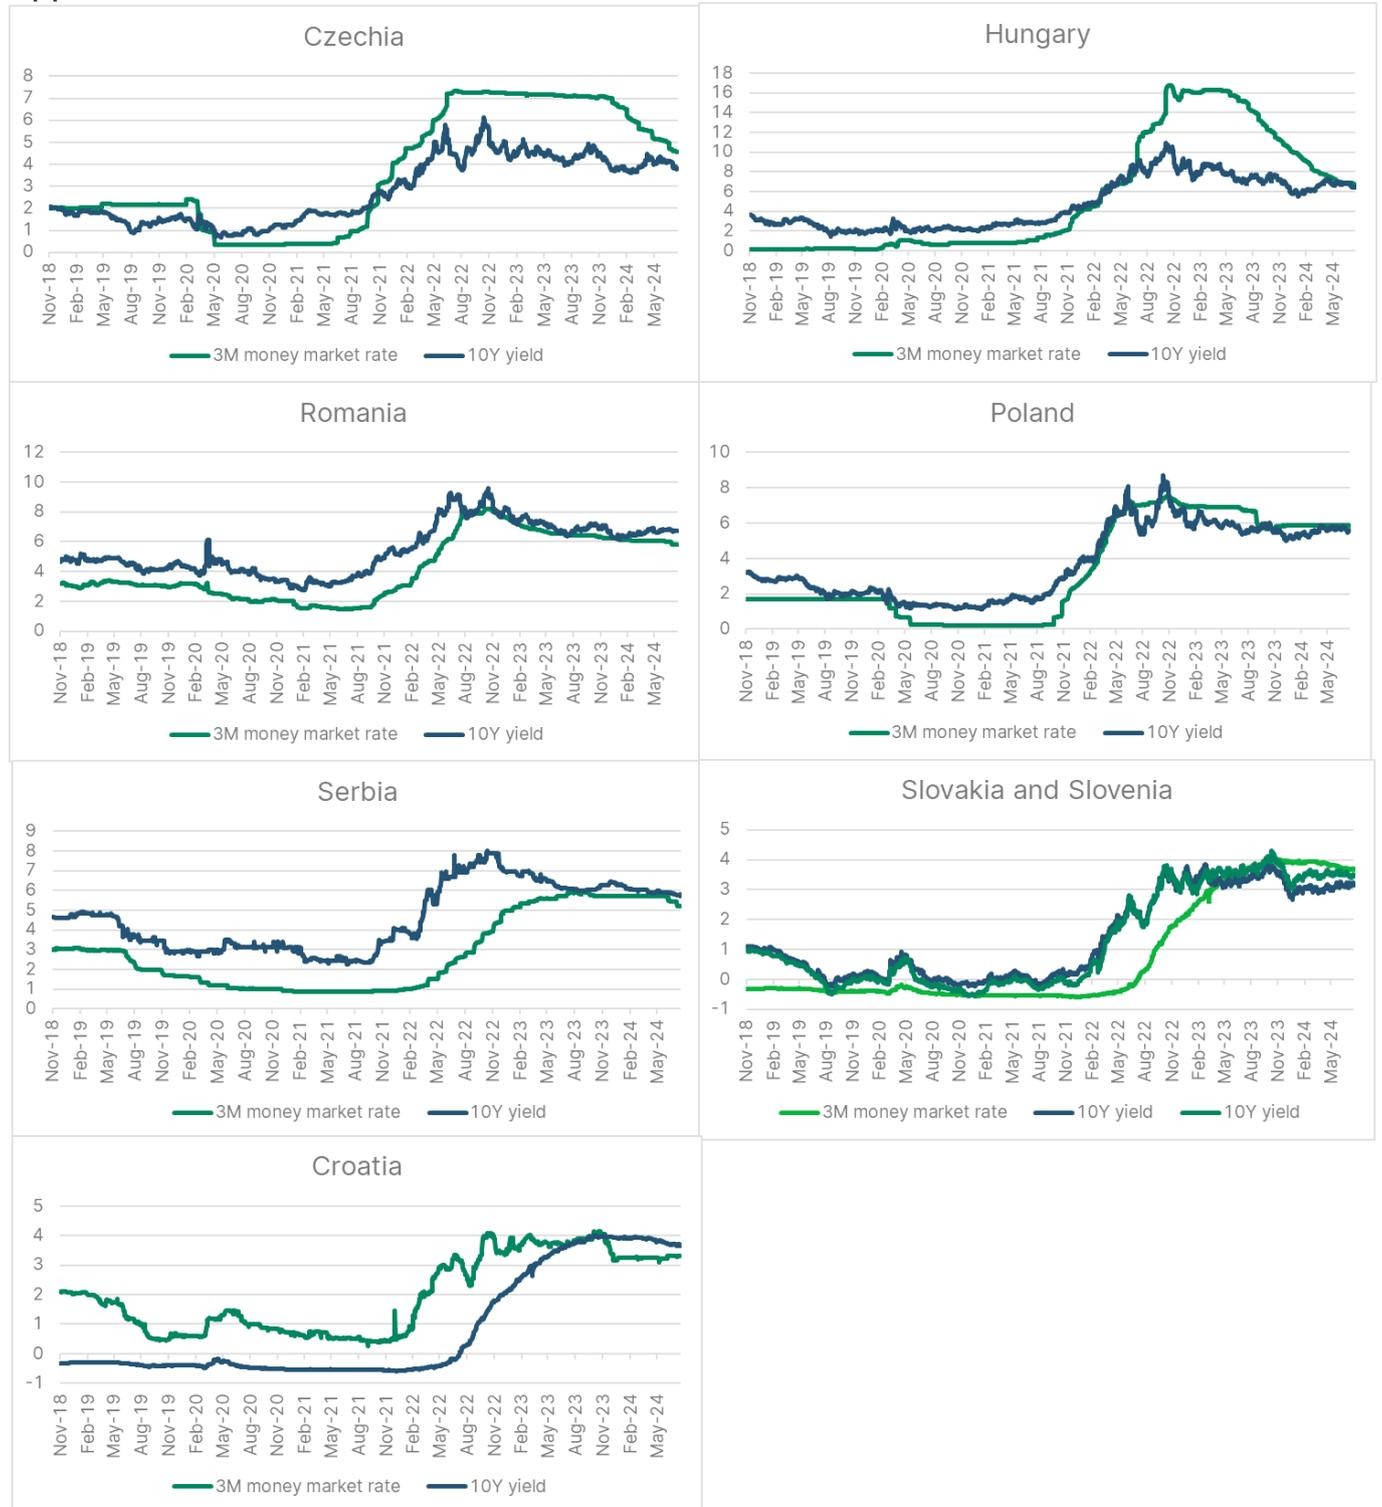 Czechia
8
7
6
5
4
3
2
1
0
Nov-18 Feb-19 May-19 Aug-19 Nov-19 Feb-20 May-20 Aug-20 Nov-20 Feb-21 May-21 Aug-21 Nov-21 Feb-22 May-22 Aug-22 Nov-22 Feb-23 May-23 Aug-23 Nov-23 Feb-24 May-24
3M money market rate 10Y yield
Hungary
18
16
14
12
10
8
6
4
2
0
Nov-18 Feb-19 May-19 Aug-19 Nov-19 Feb-20 May-20 Aug-20 Nov-20 Feb-21 May-21 Aug-21 Nov-21 Feb-22 May-22 Aug-22 Nov-22 Feb-23 May-23 Aug-23 Nov-23 Feb-24 May-24
3M money market rate 10Y yield
Romania
12
10
8
6
4
2
0
Nov-18 Feb-19 May-19 Aug-19 Nov-19 Feb-20 May-20 Aug-20 Nov-20 Feb-21 May-21 Aug-21 Nov-21 Feb-22 May-22 Aug-22 Nov-22 Feb-23 May-23 Aug-23 Nov-23 Feb-24 May-24
3M money market rate 10Y yield
Poland
10
8
6
4
2
0
Nov-18 Feb-19 May-19 Aug-19 Nov-19 Feb-20 May-20 Aug-20 Nov-20 Feb-21 May-21 Aug-21 Nov-21 Feb-22 May-22 Aug-22 Nov-22 Feb-23 May-23 Aug-23 Nov-23 Feb-24 May-24
3M money market rate 10Y yield
Serbia
9
8
7
6
5
4
3
2
1
0
Nov-18 Feb-19 May-19 Aug-19 Nov-19 Feb-20 May-20 Aug-20 Nov-20 Feb-21 May-21 Aug-21 Nov-21 Feb-22 May-22 Aug-22 Nov-22 Feb-23 May-23 Aug-23 Nov-23 Feb-24 May-24
3M money market rate 10Y yield
Slovakia and Slovenia
5
4
3
2
1
0
-1
Nov-18 Feb-19 May-19 Aug-19 Nov-19 Feb-20 May-20 Aug-20 Nov-20 Feb-21 May-21 Aug-21 Nov-21 Feb-22 May-22 Aug-22 Nov-22 Feb-23 May-23 Aug-23 Nov-23 Feb-24 May-24
3M money market rate 10Y yield 10Y yield
Croatia
5
4
3
2
1
0
-1
Nov-18 Feb-19 May-19 Aug-19 Nov-19 Feb-20 May-20 Aug-20 Nov-20 Feb-21 May-21 Aug-21 Nov-21 Feb-22 May-22 Aug-22 Nov-22 Feb-23 May-23 Aug-23 Nov-23 Feb-24 May-24
3M money market rate 10Y yield